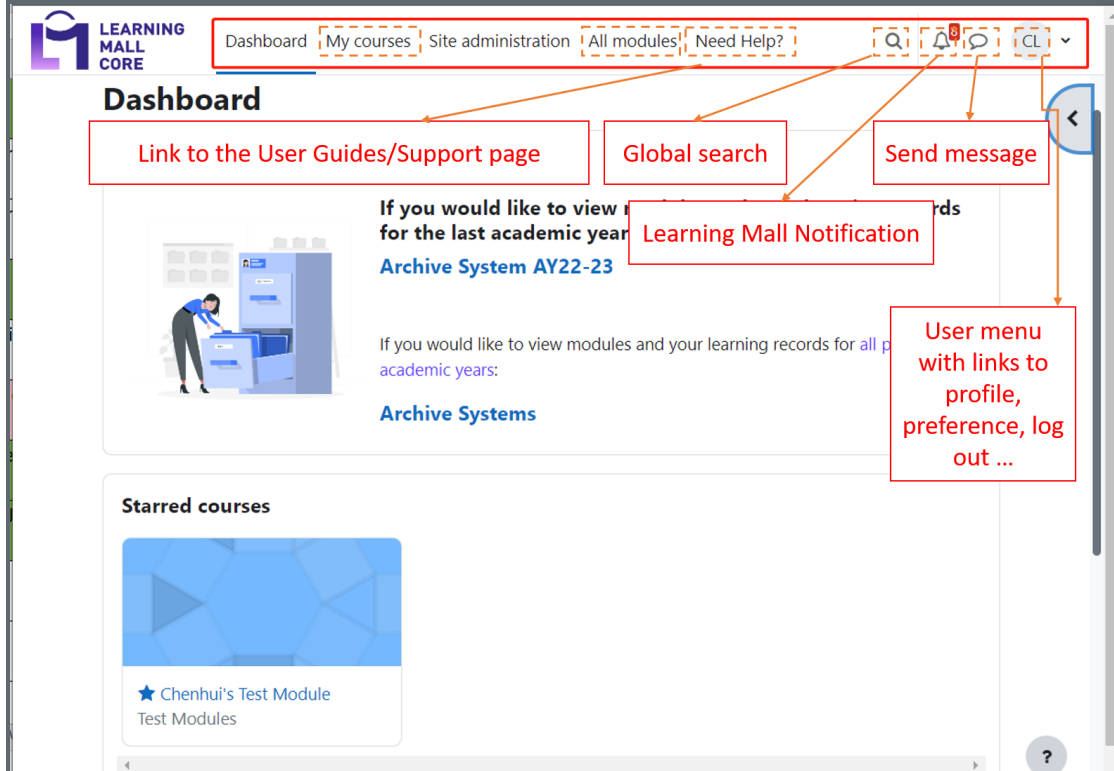 LEARNING
MALL
CORE
Dashboard My courses Site administration All modules Need Help? 8 CL
Dashboard
Link to the User Guides/Support page
Global search
Send message
If you would like to view
for the last academic year
Learning Mall Notification
Archive System AY22-23
User menu
with links to
profile,
preference, log
out ...
If you would like to view modules and your learning records for all
academic years:
Archive Systems
Starred courses
Chenhui's Test Module
Test Modules
?